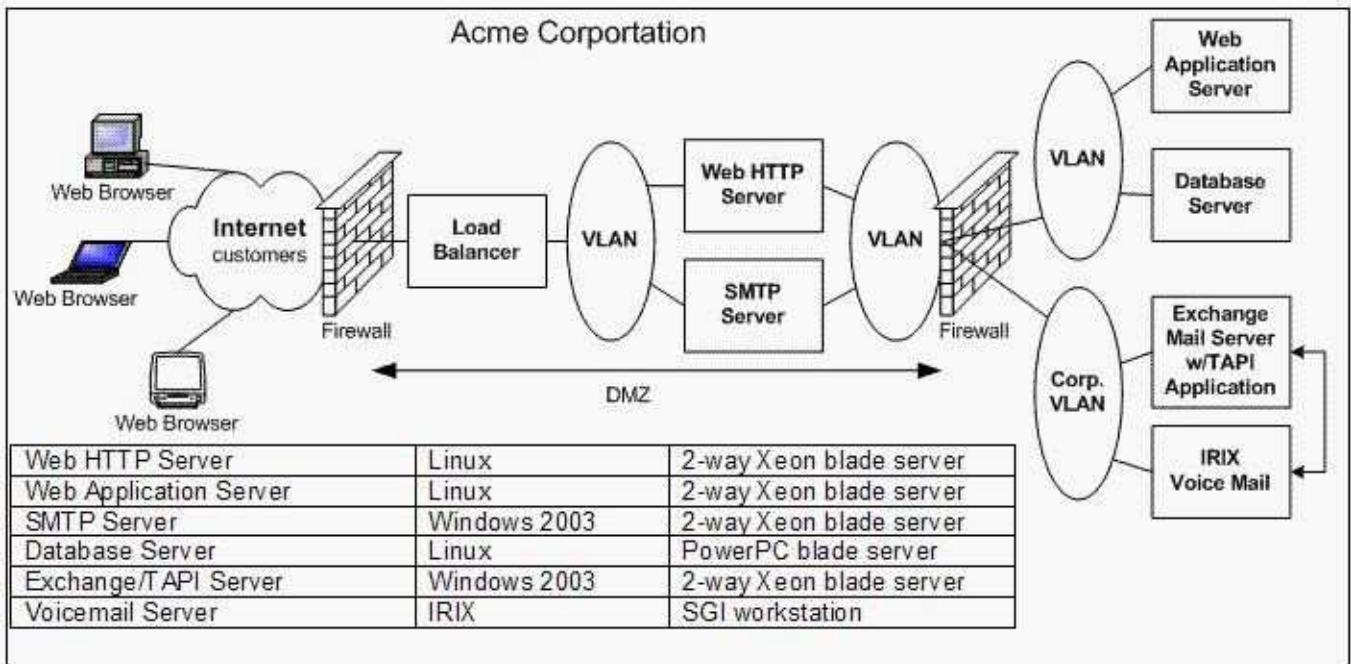 Acme Corportation
Web Browser
Web Browser
Web Browser
Internet
customers
Firewall
Load
Balancer
VLAN
Web HTTP
Server
SMTP
Server
VLAN
Firewall
DMZ
VLAN
Web
Application
Server
Database
Server
Corp.
VLAN
Exchange
Mail Server
w/TAPI
Application
IRIX
Voice Mail
Web HTTP Server Linux 2-way Xeon blade server
Web Application Server Linux 2-way Xeon blade server
SMTP Server Windows 2003 2-way Xeon blade server
Database Server Linux PowerPC blade server
Exchange/TAPI Server Windows 2003 2-way Xeon blade server
Voicemail Server IRIX SGI workstation